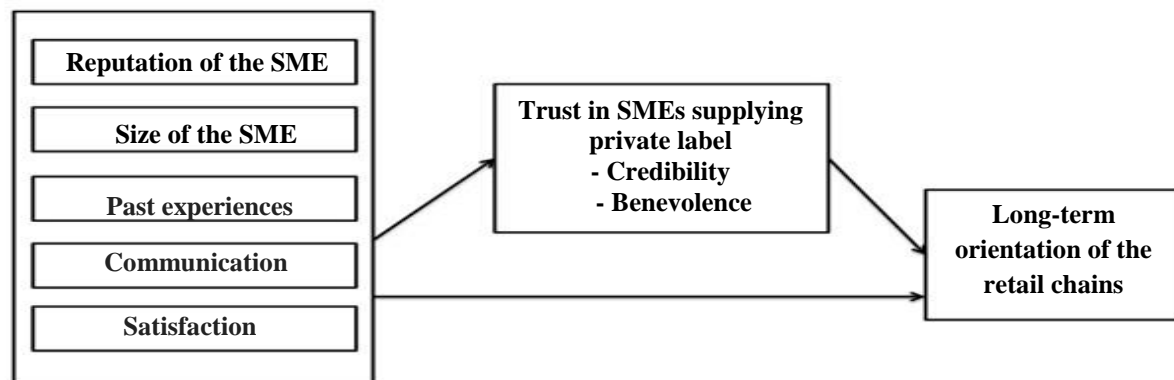 Reputation of the SME
Size of the SME
Past experiences
Communication
Satisfaction
Trust in SMEs supplying
private label
- Credibility
- Benevolence
Long-term
orientation of the
retail chains